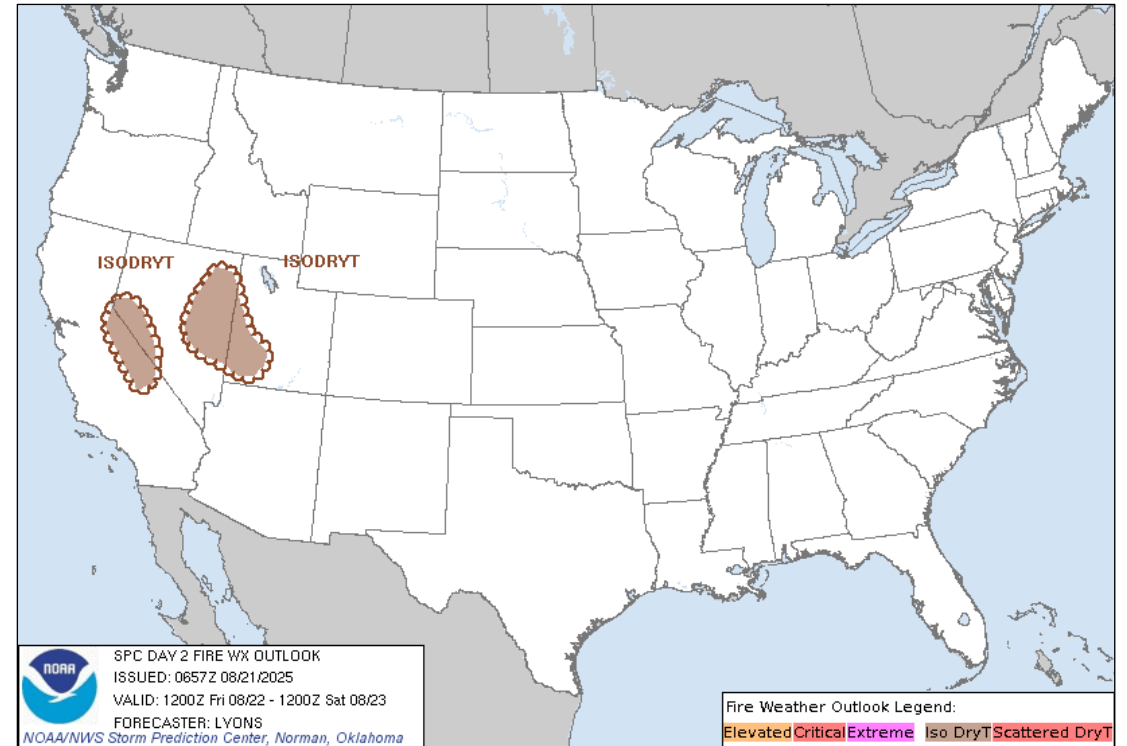 ISODRYT
ISODRYT
NOAA
SPC DAY 2 FIRE WX OUTLOOK
ISSUED: 0657Z 08/21/2025
VALID: 1200Z Fri 08/22 - 1200Z Sat 08/23
FORECASTER: LYONS
NOAA/NWS Storm Prediction Center, Norman, Oklahoma
Fire Weather Outlook Legend:
Elevated Critical Extreme Iso DryT Scattered DryT